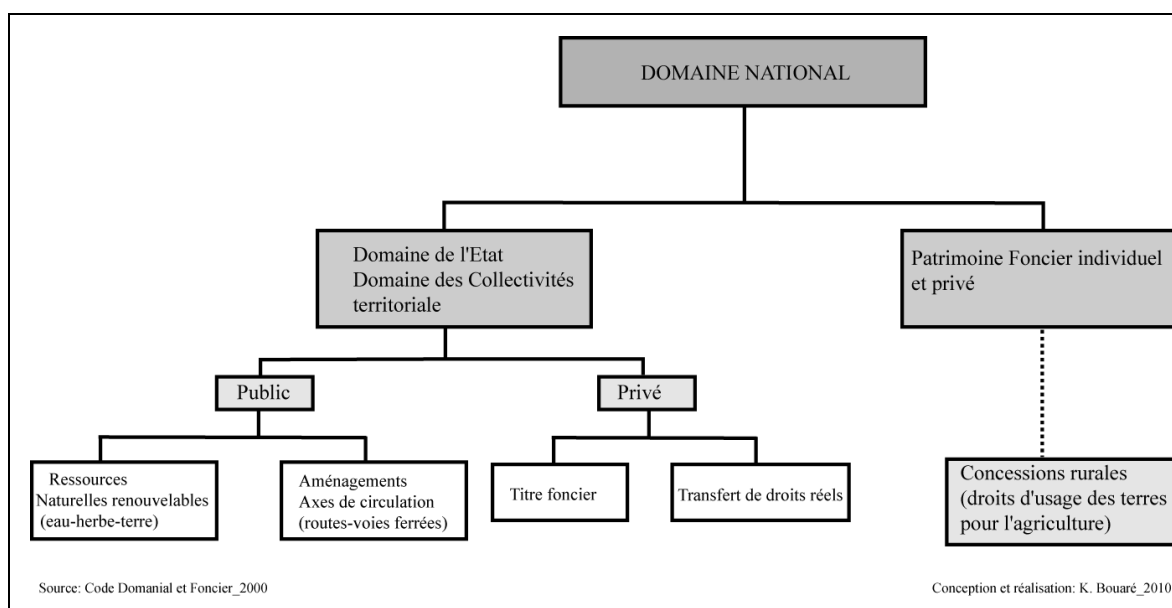 DOMAINE NATIONAL
Domaine de l'Etat
Domaine des Collectivités
territoriale
Patrimoine Foncier individuel
et privé
Public
Privé
Ressources
Naturelles renouvelables
(eau-herbe-terre)
Aménagements
Axes de circulation
(routes-voies ferrées)
Titre foncier
Transfert de droits réels
Concessions rurales
(droits d'usage des terres
pour l'agriculture)
Source: Code Domanial et Foncier_2000
Conception et réalisation: K. Bouaré_2010